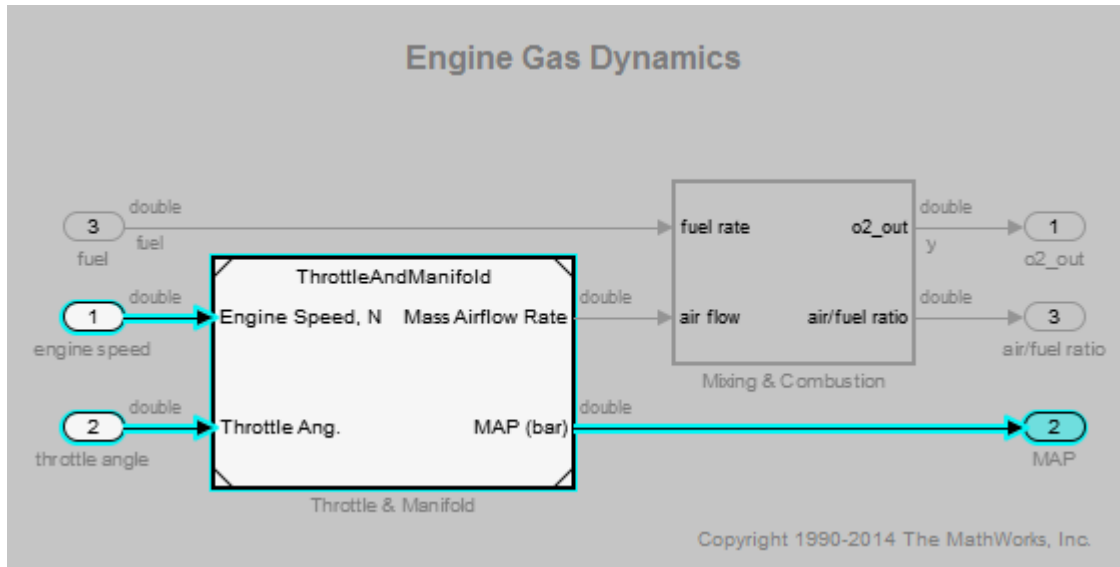 Engine Gas Dynamics
double
3
fuel
fuel
fuel rate
o2_out
double
y
1
o2_out
ThrottleAndManifold
double
1
engine speed
Engine Speed, N
Mass Airflow Rate
double
air flow
air/fuel ratio
double
3
air/fuel ratio
Mixing & Combustion
double
2
throttle angle
Throttle Ang.
MAP (bar)
double
2
MAP
Throttle & Manifold
Copyright 1990-2014 The MathWorks, Inc.